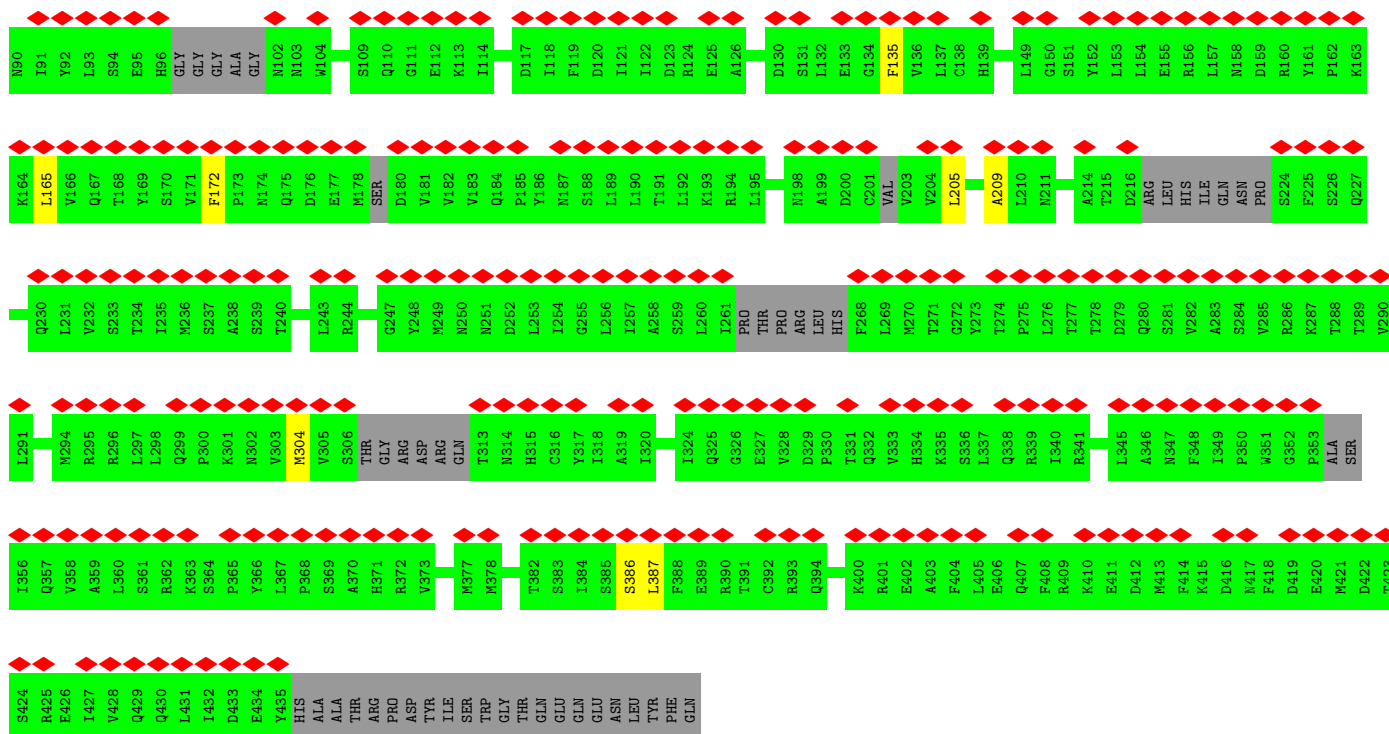 N90 I91 Y92 L93 S94 E95 H96 GLY GLY GLY ALA GLY N102 N103 W104 S109 Q110 G111 E112 K113 I114 D117 I118 F119 D120 I121 I122 D123 R124 E125 A126 D130 S131 L132 E133 G134 F135 V136 L137 C138 H139 L149 G150 S151 Y152 L153 L154 E155 R156 L157 N158 D159 R160 Y161 P162 K163
K164 L165 V166 Q167 T168 Y169 S170 V171 F172 P173 N174 Q175 D176 E177 M178 SER D180 V181 V182 V183 Q184 P185 Y186 N187 S188 L189 L190 T191 L192 K193 R194 L195 N198 A199 D200 C201 VAL V203 V204 L205 A209 L210 N211 A214 T215 D216 ARG LEU HIS ILE GLN ASN PRO S224 F225 S226 Q227
Q230 L231 V232 S233 T234 I235 M236 S237 A238 S239 T240 L243 R244 G247 Y248 M249 N250 N251 D252 L253 I254 G255 L256 I257 A258 S259 L260 I261 PRO THR PRO ARG LEU HIS F268 L269 M270 T271 G272 Y273 T274 P275 L276 T277 T278 D279 Q280 S281 V282 A283 S284 V285 R286 K287 T288 T289 V290
L291 M294 R295 R296 L297 L298 Q299 P300 K301 N302 V303 M304 V305 S306 THR GLY ARG ASP ARG GLN T313 N314 H315 C316 Y317 I318 A319 I320 I324 Q325 G326 E327 V328 D329 P330 T331 Q332 V333 H334 K335 S336 L337 Q338 R339 I340 R341 L345 A346 N347 F348 I349 P350 W351 G352 P353 ALA SER
I356 Q357 V358 A359 L360 S361 R362 K363 S364 P365 Y366 L367 P368 S369 A370 H371 R372 V373 M377 M378 T382 S383 I384 S385 S386 L387 F388 E389 R390 T391 C392 R393 Q394 K400 R401 E402 A403 F404 L405 E406 Q407 F408 R409 K410 E411 D412 M413 F414 K415 D416 N417 F418 D419 E420 M421 D422 T423
S424 R425 E426 I427 V428 Q429 Q430 L431 I432 D433 E434 Y435 HIS ALA ALA THR ARG PRO ASP TYR ILE SER TRP GLY THR GLN GLU GLN GLU ASN LEU TYR PHE GLN